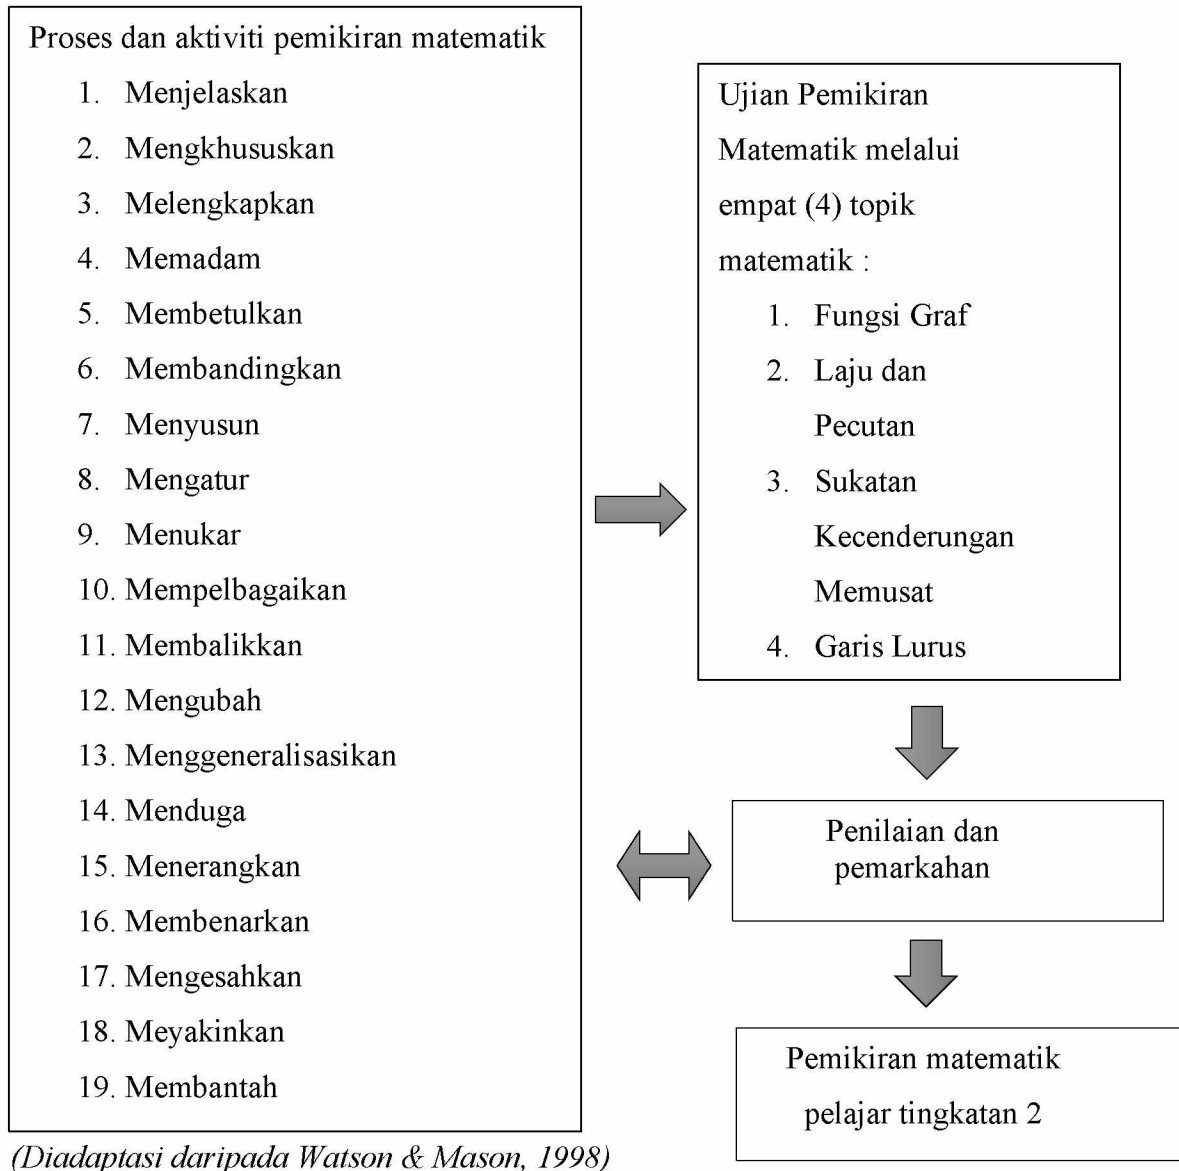 Proses dan aktiviti pemikiran matematik
1. Menjelaskan
2. Mengkhususkan
3. Melengkapkan
4. Memadam
5. Membetulkan
6. Membandingkan
7. Menyusun
8. Mengatur
9. Menukar
10. Mempelbagaikan
11. Membalikkan
12. Mengubah
13. Menggeneralisasikan
14. Menduga
15. Menerangkan
16. Membenarkan
17. Mengesahkan
18. Meyakinkan
19. Membantah
(Diadaptasi daripada Watson & Mason, 1998)
Ujian Pemikiran
Matematik melalui
empat (4) topik
matematik :
1. Fungsi Graf
2. Laju dan
Pecutan
3. Sukatan
Kecenderungan
Memusat
4. Garis Lurus
Penilaian dan
pemarkahan
Pemikiran matematik
pelajar tingkatan 2